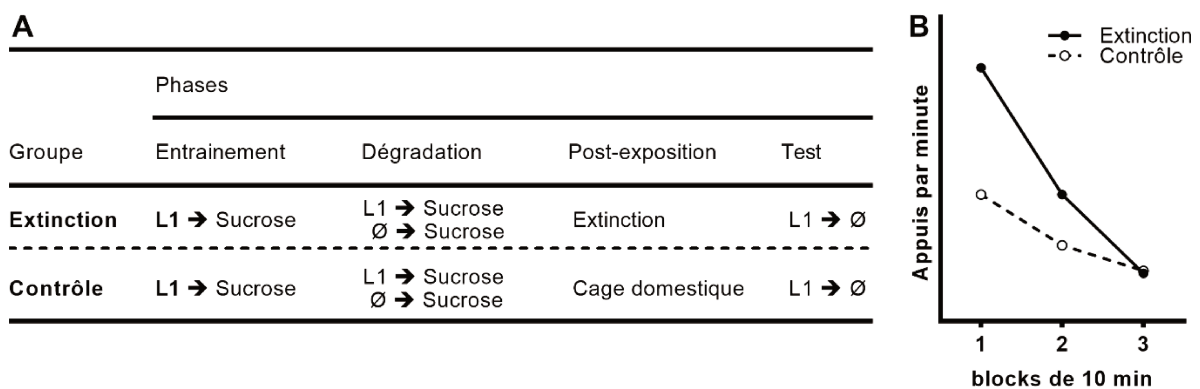 A
Phases
Groupe Entrainement Dégradation Post-exposition Test
Extinction L1 ➔ Sucrose L1 ➔ Sucrose Extinction L1 ➔ Ø
Ø ➔ Sucrose
Contrôle L1 ➔ Sucrose L1 ➔ Sucrose Cage domestique L1 ➔ Ø
Ø ➔ Sucrose
B
Extinction
Contrôle
Appuis par minute
1 2 3
blocks de 10 min